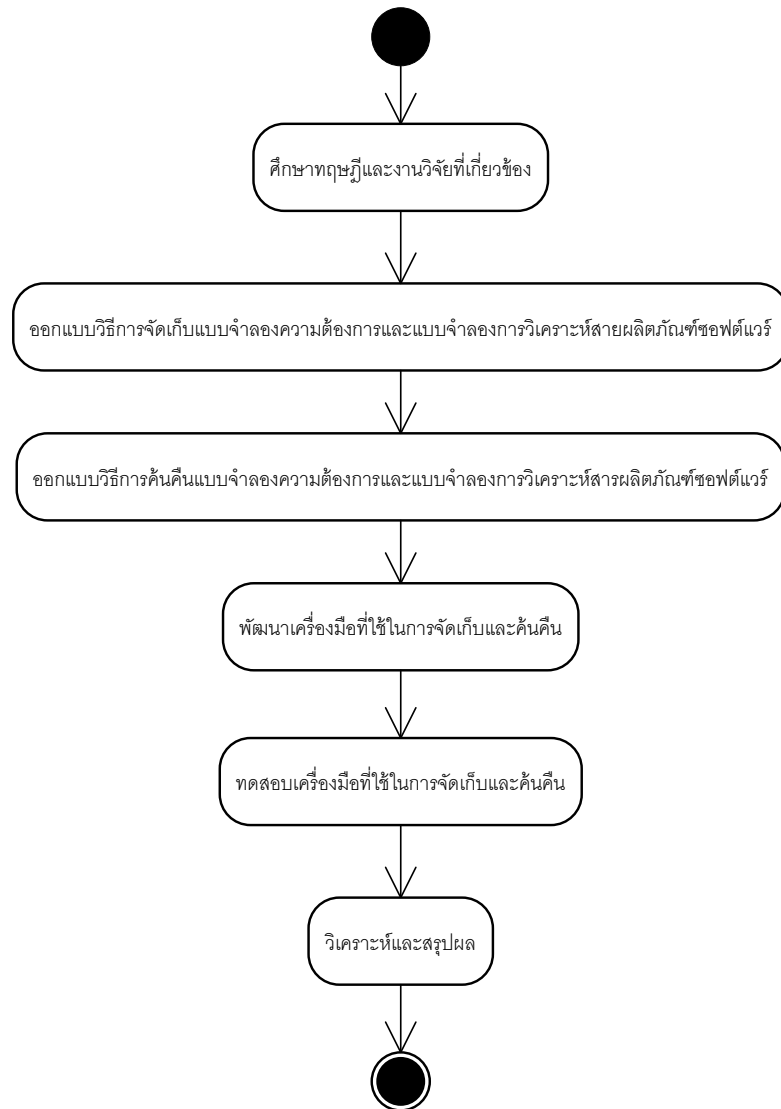 ศึกษาทฤษฎีและงานวิจัยที่เกี่ยวข้อง
ออกแบบวิธีการจัดเก็บแบบจำลองความต้องการและแบบจำลองการวิเคราะห์สายผลิตภัณฑ์ซอฟต์แวร์
ออกแบบวิธีการค้นคืนแบบจำลองความต้องการและแบบจำลองการวิเคราะห์สารผลิตภัณฑ์ซอฟต์แวร์
พัฒนาเครื่องมือที่ใช้ในการจัดเก็บและค้นคืน
ทดสอบเครื่องมือที่ใช้ในการจัดเก็บและค้นคืน
วิเคราะห์และสรุปผล